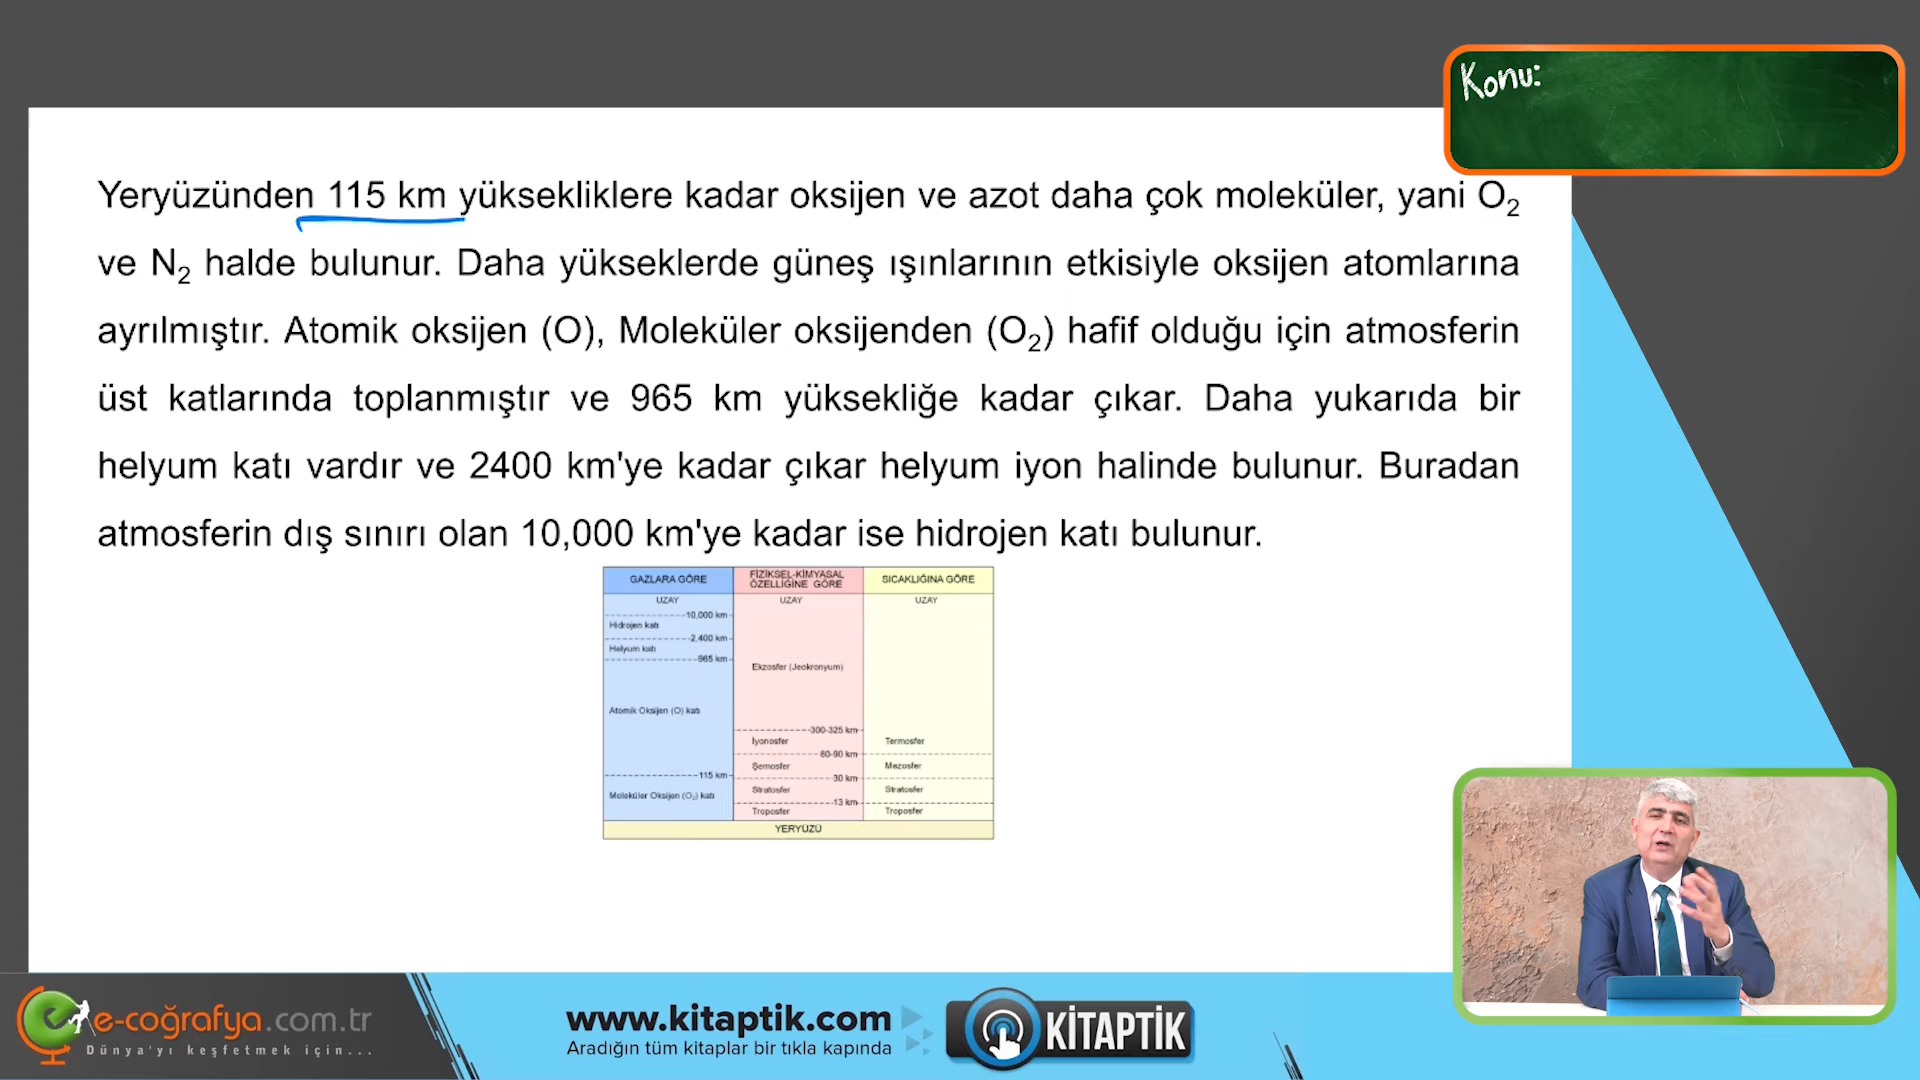 Konu:
Yeryüzünden 115 km yüksekliklere kadar oksijen ve azot daha çok moleküler, yani O₂
ve N₂ halde bulunur. Daha yükseklerde güneş ışınlarının etkisiyle oksijen atomlarına
ayrılmıştır. Atomik oksijen (O), Moleküler oksijenden (O₂) hafif olduğu için atmosferin
üst katlarında toplanmıştır ve 965 km yüksekliğe kadar çıkar. Daha yukarıda bir
helyum katı vardır ve 2400 km'ye kadar çıkar helyum iyon halinde bulunur. Buradan
atmosferin dış sınırı olan 10,000 km'ye kadar ise hidrojen katı bulunur.
GAZLARA GÖRE
UZAY
10,000 km
Hidrojen katı
2,400 km
Helyum katı
965 km
Atomik Oksijen (O) katı
115 km
Moleküler Oksijen (O₂) katı
FİZİKSEL-KİMYASAL
ÖZELLİĞİNE GÖRE
UZAY
Ekzosfer (Jeokronyum)
300-325 km
İyonosfer
80-90 km
Şemosfer
30 km
Stratosfer
13 km
Troposfer
SICAKLIĞINA GÖRE
UZAY
Termosfer
Mezosfer
Stratosfer
Troposfer
YERYÜZÜ
e-coğrafya.com.tr
Dünya'yı keşfetmek için...
www.kitaptik.com
Aradığın tüm kitaplar bir tıkla kapında
KİTAPTİK